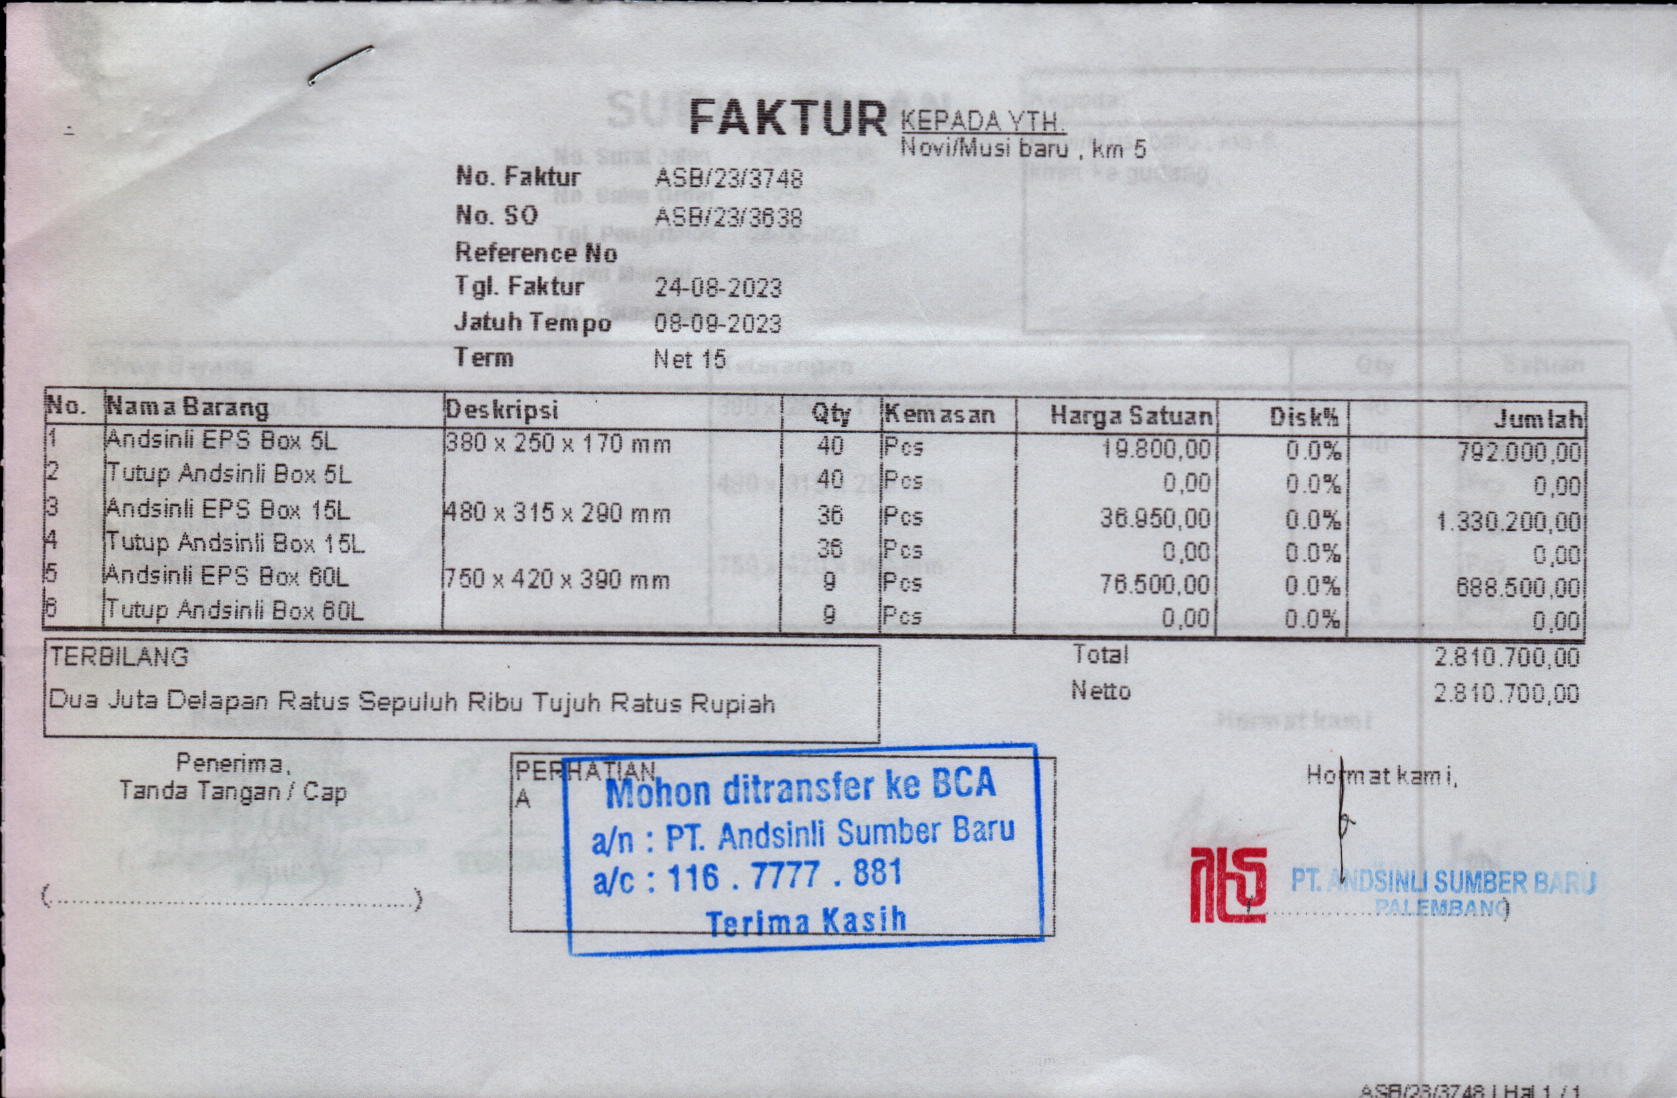 FAKTUR
KEPADA YTH.
Novi/Musi baru , km 5
No. Faktur ASB/23/3748
No. SO ASB/23/3638
Reference No
Tgl. Faktur 24-08-2023
Jatuh Tempo 08-09-2023
Term Net 15
No. Nama Barang Deskripsi Qty Kemasan Harga Satuan Disk% Jumlah
1 Andsinli EPS Box 5L 380 x 250 x 170 mm 40 Pcs 19.800,00 0.0% 792.000,00
2 Tutup Andsinli Box 5L 40 Pcs 0,00 0.0% 0,00
3 Andsinli EPS Box 15L 480 x 315 x 290 mm 36 Pcs 36.950,00 0.0% 1.330.200,00
4 Tutup Andsinli Box 15L 36 Pcs 0,00 0.0% 0,00
5 Andsinli EPS Box 60L 750 x 420 x 390 mm 9 Pcs 76.500,00 0.0% 688.500,00
6 Tutup Andsinli Box 60L 9 Pcs 0,00 0.0% 0,00
TERBILANG
Dua Juta Delapan Ratus Sepuluh Ribu Tujuh Ratus Rupiah
Total 2.810.700,00
Netto 2.810.700,00
Penerima,
Tanda Tangan / Cap
(.................................................)
PERHATIAN
A
Mohon ditransfer ke BCA
a/n : PT. Andsinli Sumber Baru
a/c : 116 . 7777 . 881
Terima Kasih
Hormat kami,
PT. ANDSINLI SUMBER BARU
PALEMBANG
ASB/23/3748 | Hal 1 / 1